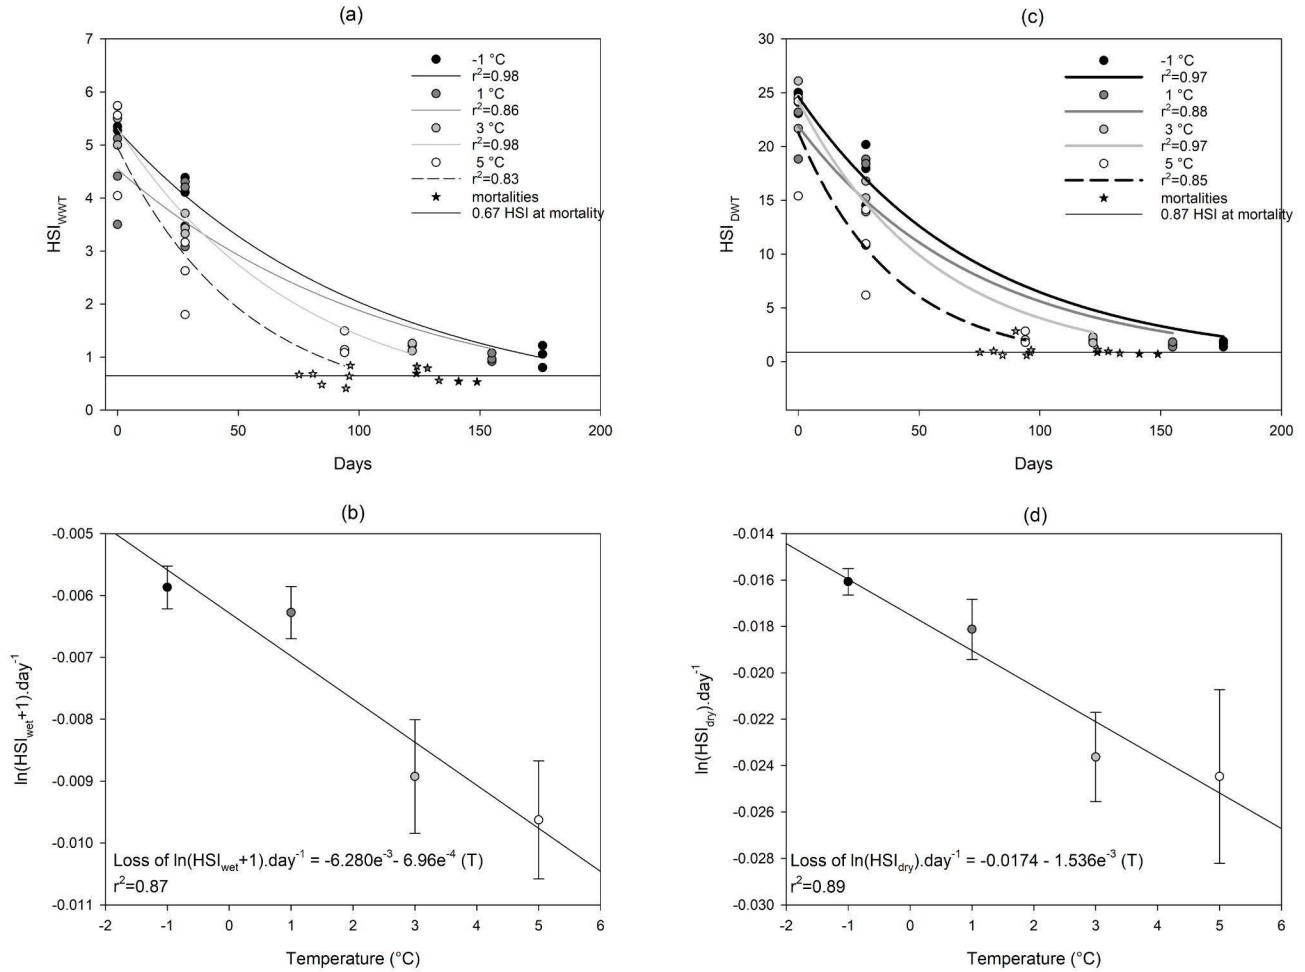 (a)
7
6
5
4
3
2
1
0
HSI_WWT
-1 °C
r²=0.98
1 °C
r²=0.86
3 °C
r²=0.98
5 °C
r²=0.83
mortalities
0.67 HSI at mortality
0 50 100 150 200
Days
(c)
30
25
20
15
10
5
0
HSI_DWT
-1 °C
r²=0.97
1 °C
r²=0.88
3 °C
r²=0.97
5 °C
r²=0.85
mortalities
0.87 HSI at mortality
0 50 100 150 200
Days
(b)
-0.005
-0.006
-0.007
-0.008
-0.009
-0.010
-0.011
ln(HSI_wet+1).day⁻¹
Loss of ln(HSI_wet+1).day⁻¹ = -6.280e⁻³- 6.96e⁻⁴ (T)
r²=0.87
-2 -1 0 1 2 3 4 5 6
Temperature (°C)
(d)
-0.014
-0.016
-0.018
-0.020
-0.022
-0.024
-0.026
-0.028
-0.030
ln(HSI_dry).day⁻¹
Loss of ln(HSI_dry).day⁻¹ = -0.0174 - 1.536e⁻³ (T)
r²=0.89
-2 -1 0 1 2 3 4 5 6
Temperature (°C)